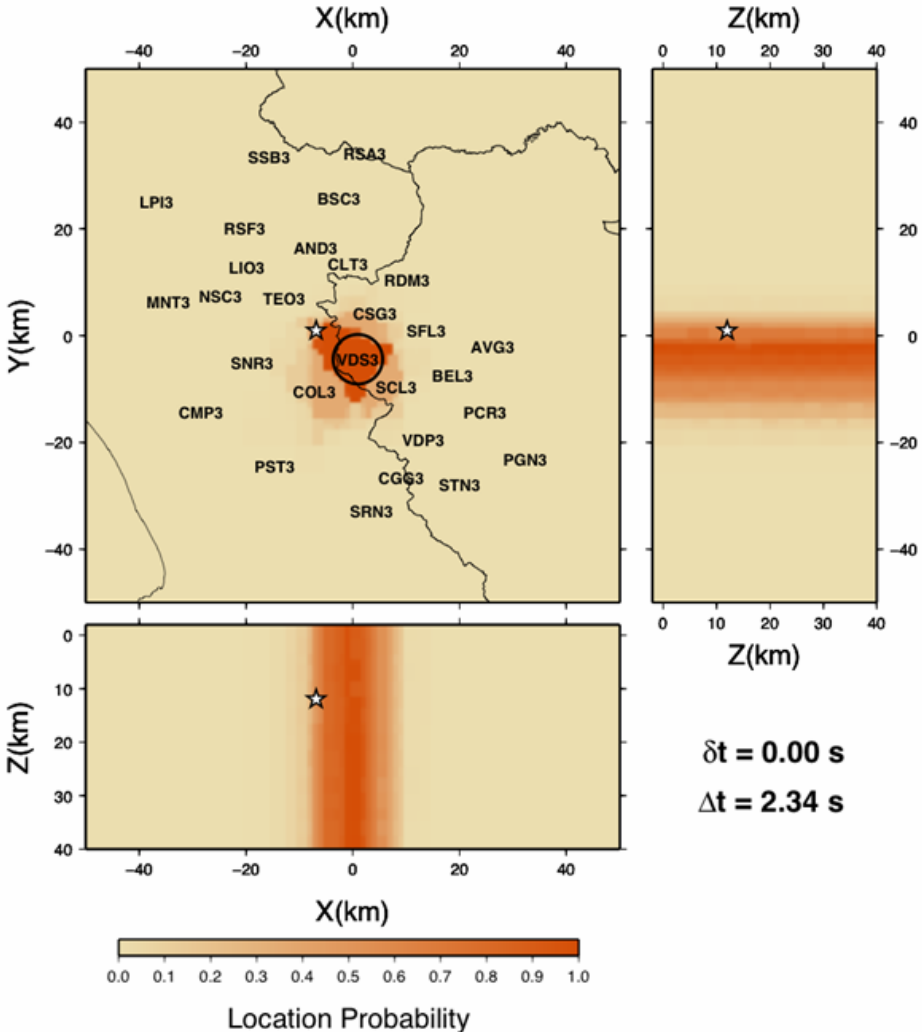 X(km)
Z(km)
−40 −20 0 20 40
0 10 20 30 40
40
20
0
−20
−40
Y(km)
SSB3
RSA3
LPI3
BSC3
RSF3
AND3
CLT3
LIO3
RDM3
MNT3
NSC3
TEO3
CSG3
SFL3
AVG3
SNR3
VDS3
BEL3
COL3
SCL3
CMP3
PCR3
VDP3
PST3
PGN3
CGG3
STN3
SRN3
40
20
0
−20
−40
0 10 20 30 40
Z(km)
0
10
20
30
40
Z(km)
−40 −20 0 20 40
X(km)
δt = 0.00 s
Δt = 2.34 s
0.0 0.1 0.2 0.3 0.4 0.5 0.6 0.7 0.8 0.9 1.0
Location Probability